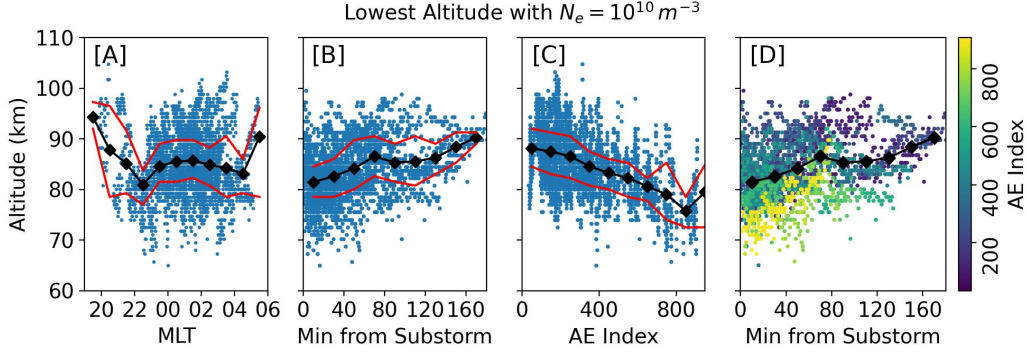 Lowest Altitude with $N_e = 10^{10} m^{-3}$
[A] [B] [C] [D]
Altitude (km)
110
100
90
80
70
60
20 22 00 02 04 06
MLT
0 40 80 120 160
Min from Substorm
0 400 800
AE Index
0 40 80 120 160
Min from Substorm
800
600
400
200
AE Index